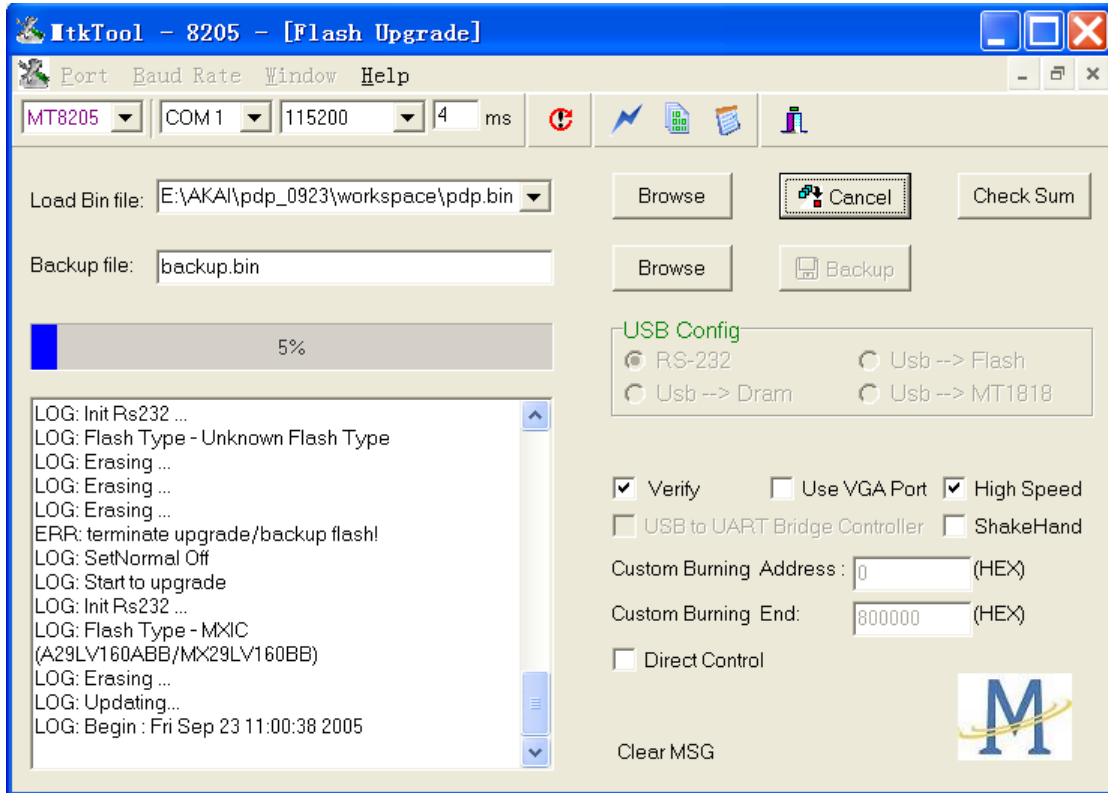 MtkTool - 8205 - [Flash Upgrade]
Port Baud Rate Window Help
MT8205 COM 1 115200 4 ms
Load Bin file: E:\AKAI\pdp_0923\workspace\pdp.bin Browse Cancel Check Sum
Backup file: backup.bin Browse Backup
5%
USB Config
RS-232 Usb --> Flash
Usb --> Dram Usb --> MT1818
LOG: Init Rs232 ...
LOG: Flash Type - Unknown Flash Type
LOG: Erasing ...
LOG: Erasing ...
LOG: Erasing ...
ERR: terminate upgrade/backup flash!
LOG: SetNormal Off
LOG: Start to upgrade
LOG: Init Rs232 ...
LOG: Flash Type - MXIC
(A29LV160ABB/MX29LV160BB)
LOG: Erasing ...
LOG: Updating...
LOG: Begin : Fri Sep 23 11:00:38 2005
Verify Use VGA Port High Speed
USB to UART Bridge Controller ShakeHand
Custom Burning Address : 0 (HEX)
Custom Burning End: 800000 (HEX)
Direct Control
M
Clear MSG